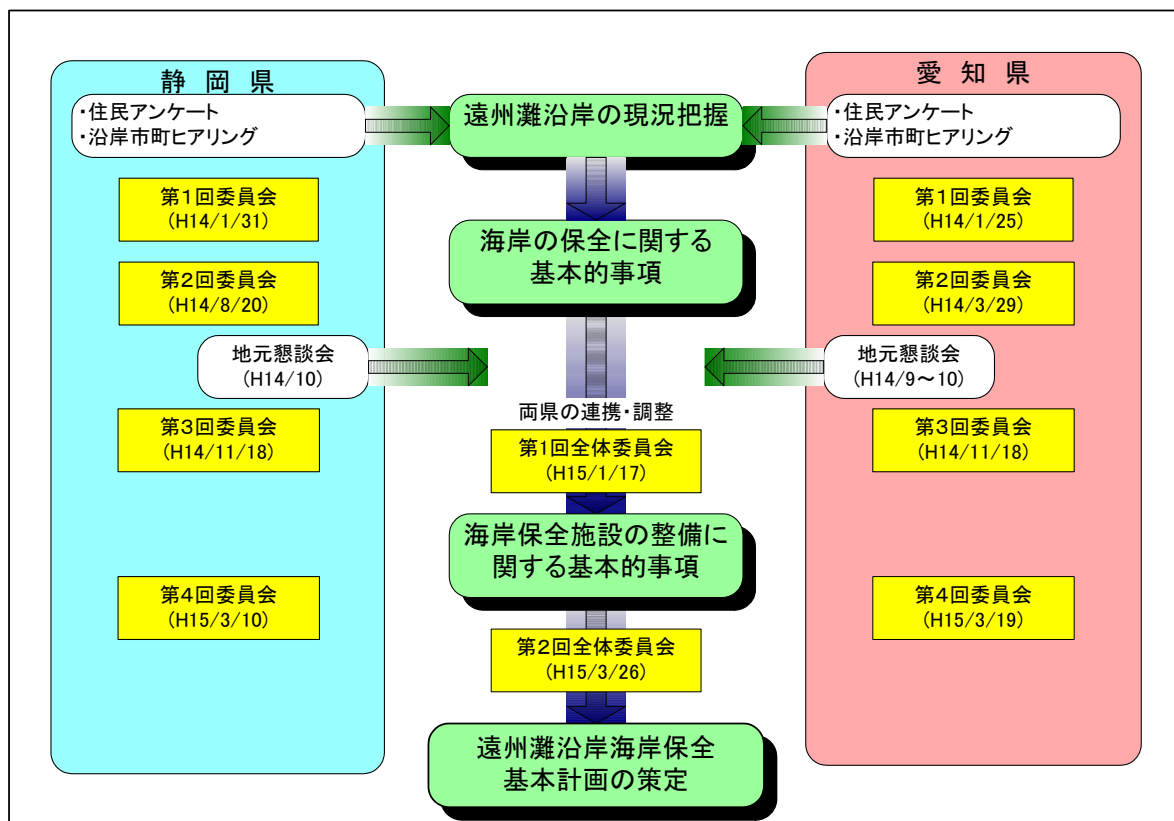 静 岡 県
・住民アンケート
・沿岸市町ヒアリング
第1回委員会
(H14/1/31)
第2回委員会
(H14/8/20)
地元懇談会
(H14/10)
第3回委員会
(H14/11/18)
第4回委員会
(H15/3/10)
遠州灘沿岸の現況把握
海岸の保全に関する
基本的事項
両県の連携・調整
第1回全体委員会
(H15/1/17)
海岸保全施設の整備に
関する基本的事項
第2回全体委員会
(H15/3/26)
遠州灘沿岸海岸保全
基本計画の策定
愛 知 県
・住民アンケート
・沿岸市町ヒアリング
第1回委員会
(H14/1/25)
第2回委員会
(H14/3/29)
地元懇談会
(H14/9～10)
第3回委員会
(H14/11/18)
第4回委員会
(H15/3/19)